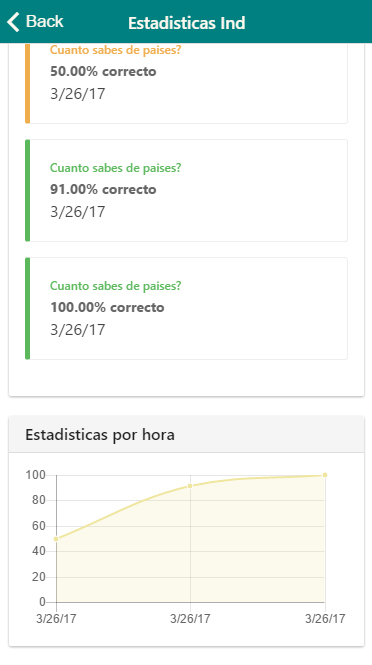 Back
Estadisticas Ind
Cuanto sabes de paises?
50.00% correcto
3/26/17
Cuanto sabes de paises?
91.00% correcto
3/26/17
Cuanto sabes de paises?
100.00% correcto
3/26/17
Estadisticas por hora
100
80
60
40
20
0
3/26/17 3/26/17 3/26/17